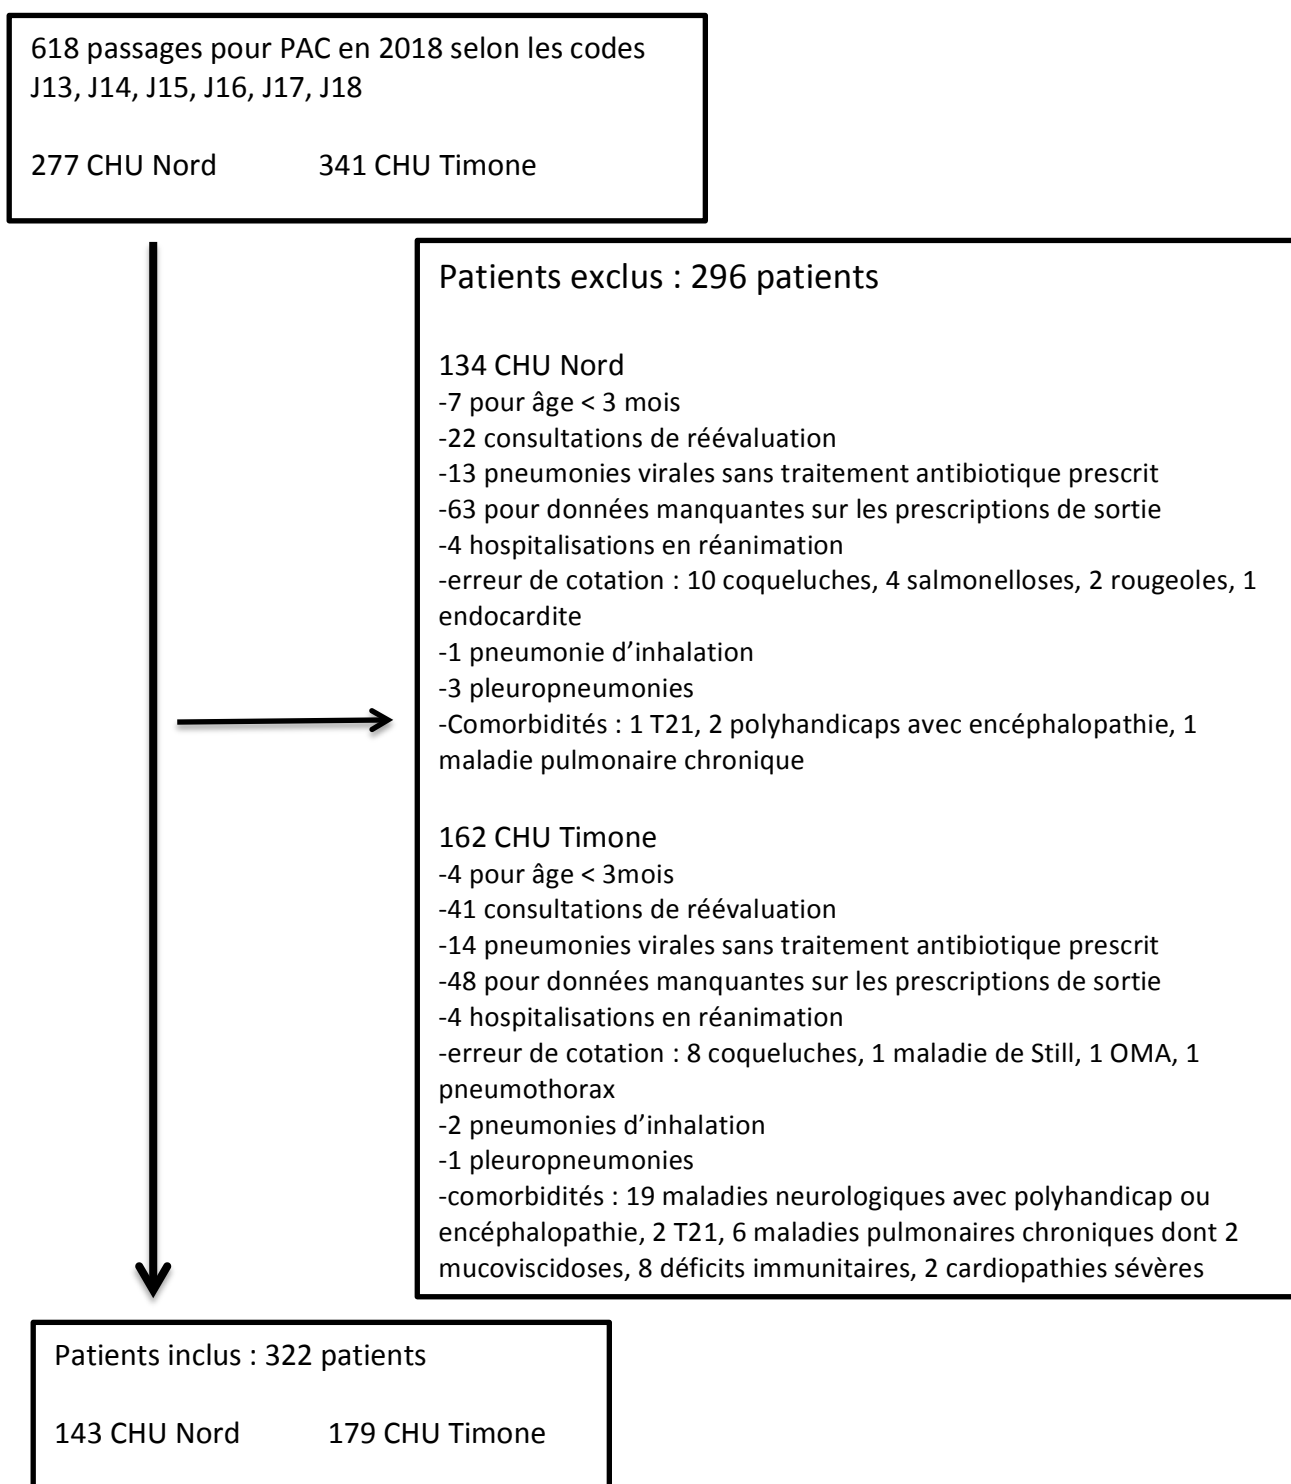 618 passages pour PAC en 2018 selon les codes
J13, J14, J15, J16, J17, J18
277 CHU Nord 341 CHU Timone
Patients exclus : 296 patients
134 CHU Nord
-7 pour âge < 3 mois
-22 consultations de réévaluation
-13 pneumonies virales sans traitement antibiotique prescrit
-63 pour données manquantes sur les prescriptions de sortie
-4 hospitalisations en réanimation
-erreur de cotation : 10 coqueluches, 4 salmonelloses, 2 rougeoles, 1
endocardite
-1 pneumonie d’inhalation
-3 pleuropneumonies
-Comorbidités : 1 T21, 2 polyhandicaps avec encéphalopathie, 1
maladie pulmonaire chronique
162 CHU Timone
-4 pour âge < 3mois
-41 consultations de réévaluation
-14 pneumonies virales sans traitement antibiotique prescrit
-48 pour données manquantes sur les prescriptions de sortie
-4 hospitalisations en réanimation
-erreur de cotation : 8 coqueluches, 1 maladie de Still, 1 OMA, 1
pneumothorax
-2 pneumonies d’inhalation
-1 pleuropneumonies
-comorbidités : 19 maladies neurologiques avec polyhandicap ou
encéphalopathie, 2 T21, 6 maladies pulmonaires chroniques dont 2
mucoviscidoses, 8 déficits immunitaires, 2 cardiopathies sévères
Patients inclus : 322 patients
143 CHU Nord 179 CHU Timone